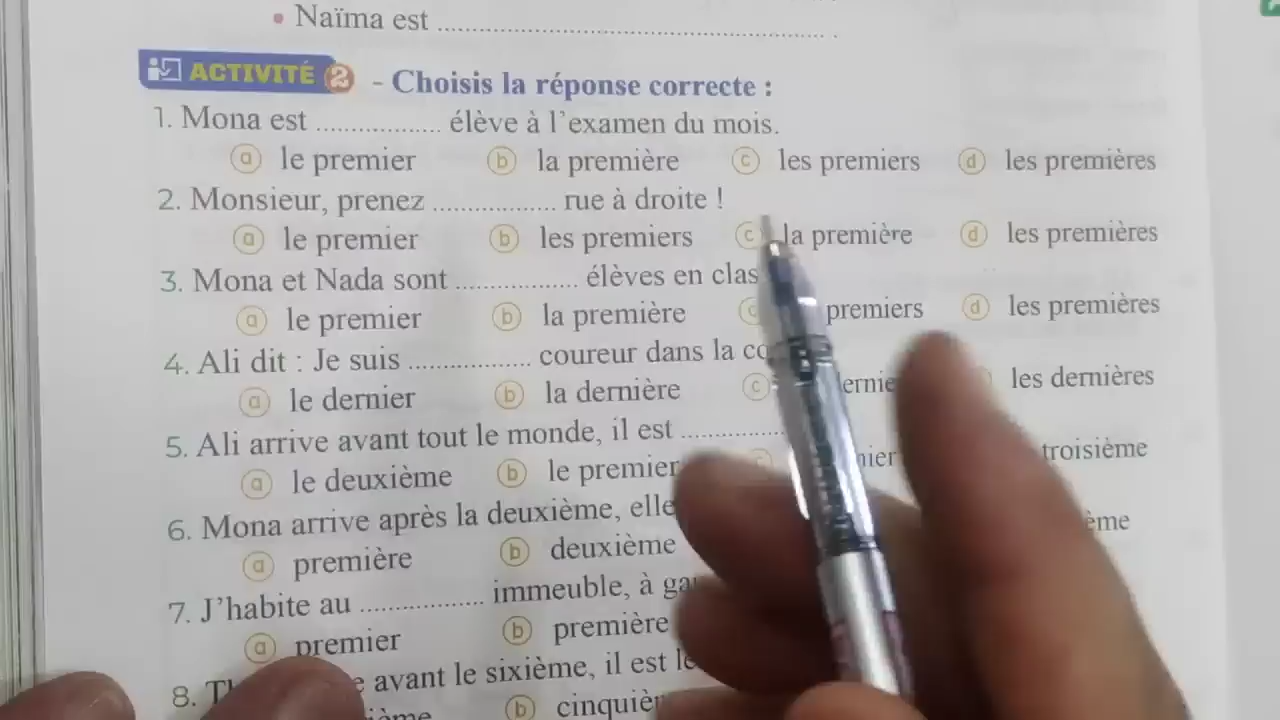 • Naïma est .......................................................... .
ACTIVITÉ 2 - Choisis la réponse correcte :
1. Mona est .................. élève à l'examen du mois.
a le premier b la première c les premiers d les premières
2. Monsieur, prenez .................. rue à droite !
a le premier b les premiers c la première d les premières
3. Mona et Nada sont .................. élèves en
a le premier b la première c premiers d les premières
4. Ali dit : Je suis .................. coureur dans la
a le dernier b la dernière c les dernières
5. Ali arrive avant tout le monde, il est ...............
a le deuxième b le premier c troisième
6. Mona arrive après la deuxième, elle
a première b deuxième
7. J'habite au .................. immeuble, à
a premier b première
8. avant le sixième, il est
b